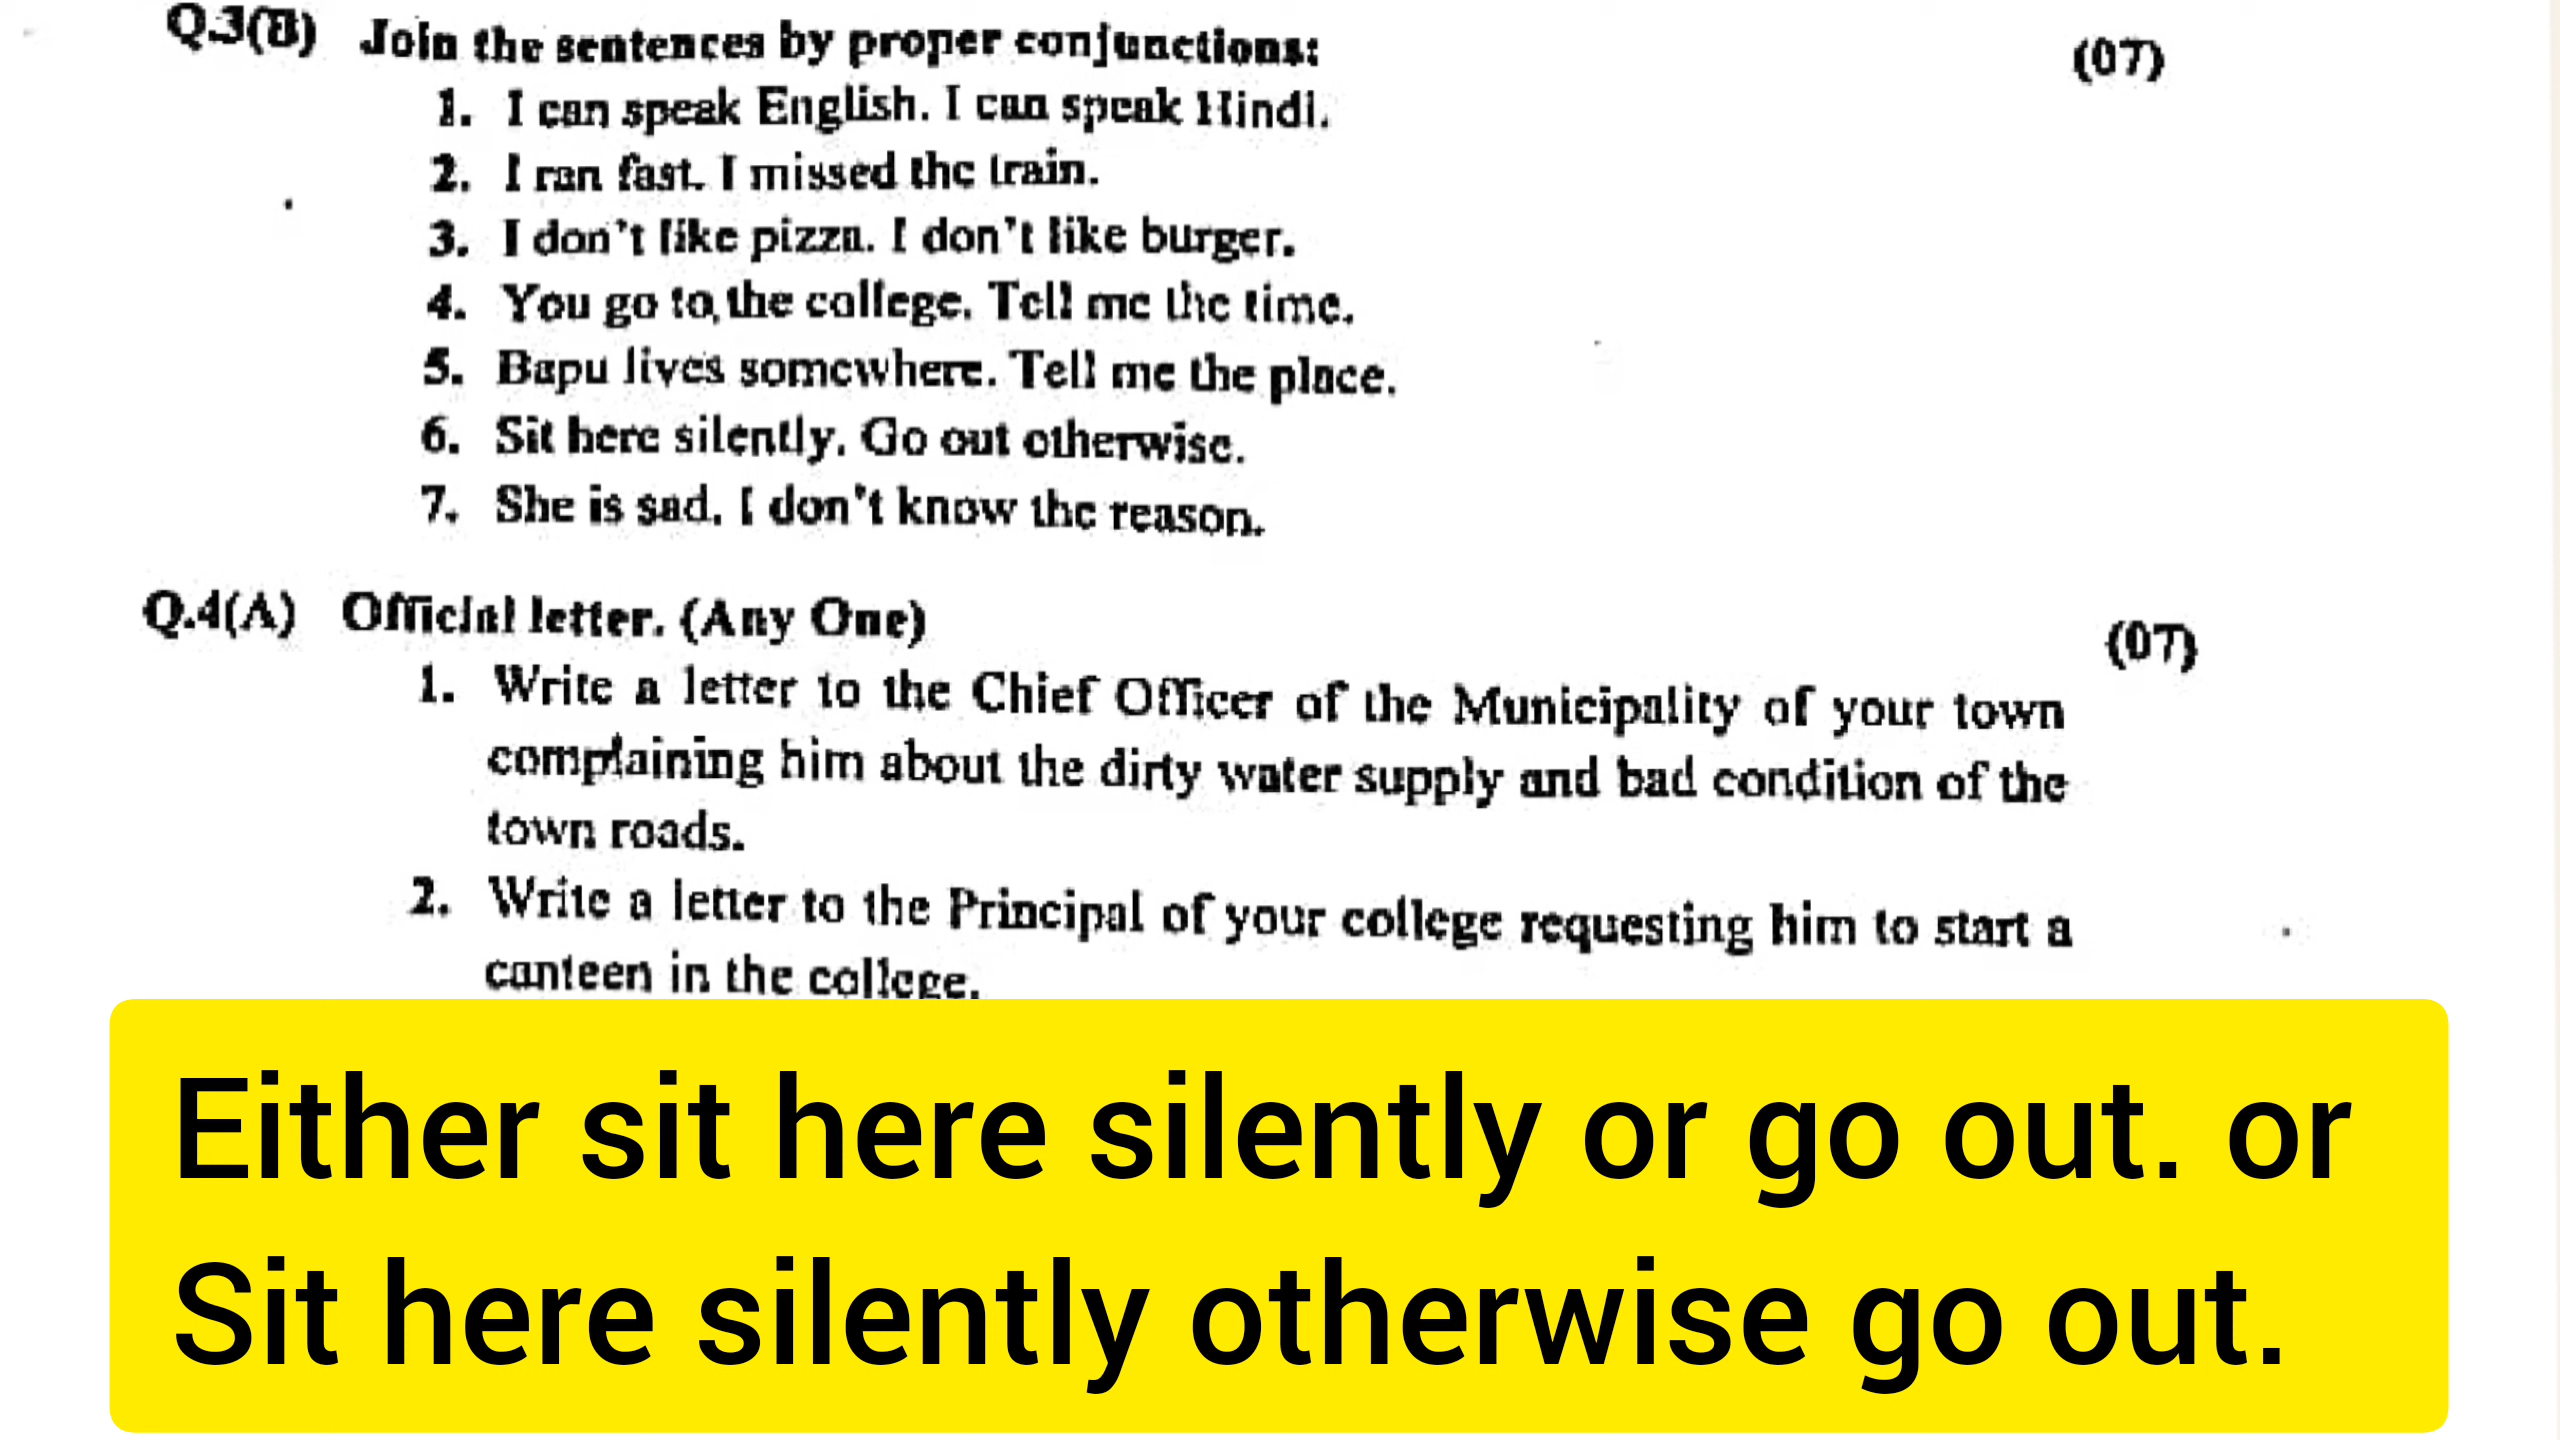 Q.3(B) Join the sentences by proper conjunctions: (07)
1. I can speak English. I can speak Hindi.
2. I ran fast. I missed the train.
3. I don't like pizza. I don't like burger.
4. You go to the college. Tell me the time.
5. Bapu lives somewhere. Tell me the place.
6. Sit here silently. Go out otherwise.
7. She is sad. I don't know the reason.
Q.4(A) Official letter. (Any One) (07)
1. Write a letter to the Chief Officer of the Municipality of your town
complaining him about the dirty water supply and bad condition of the
town roads.
2. Write a letter to the Principal of your college requesting him to start a
canteen in the college.
Either sit here silently or go out. or
Sit here silently otherwise go out.